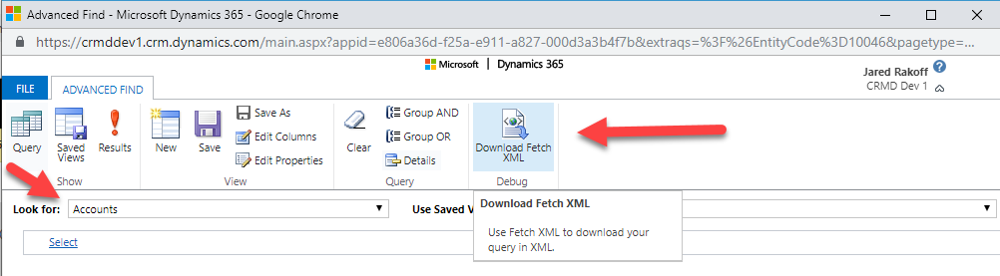 Advanced Find - Microsoft Dynamics 365 - Google Chrome
https://crmddev1.crm.dynamics.com/main.aspx?appid=e806a36d-f25a-e911-a827-000d3a3b4f7b&extraqs=%3F%26EntityCode%3D10046&pagetype=...
Microsoft | Dynamics 365
Jared Rakoff
CRMD Dev 1
FILE
ADVANCED FIND
Query
Saved
Views
Results
Show
New
Save
Save As
Edit Columns
Edit Properties
View
Clear
Group AND
Group OR
Details
Query
Download Fetch
XML
Debug
Look for: Accounts
Use Saved V
Select
Download Fetch XML
Use Fetch XML to download your
query in XML.